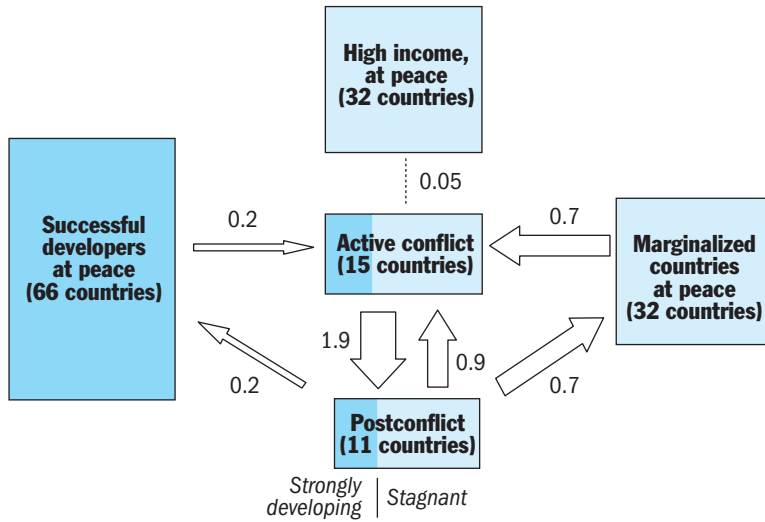 High income,
at peace
(32 countries)
0.05
Successful
developers
at peace
(66 countries)
0.2
Active conflict
(15 countries)
0.7
Marginalized
countries
at peace
(32 countries)
1.9
0.9
0.2
0.7
Postconflict
(11 countries)
Strongly
developing
Stagnant